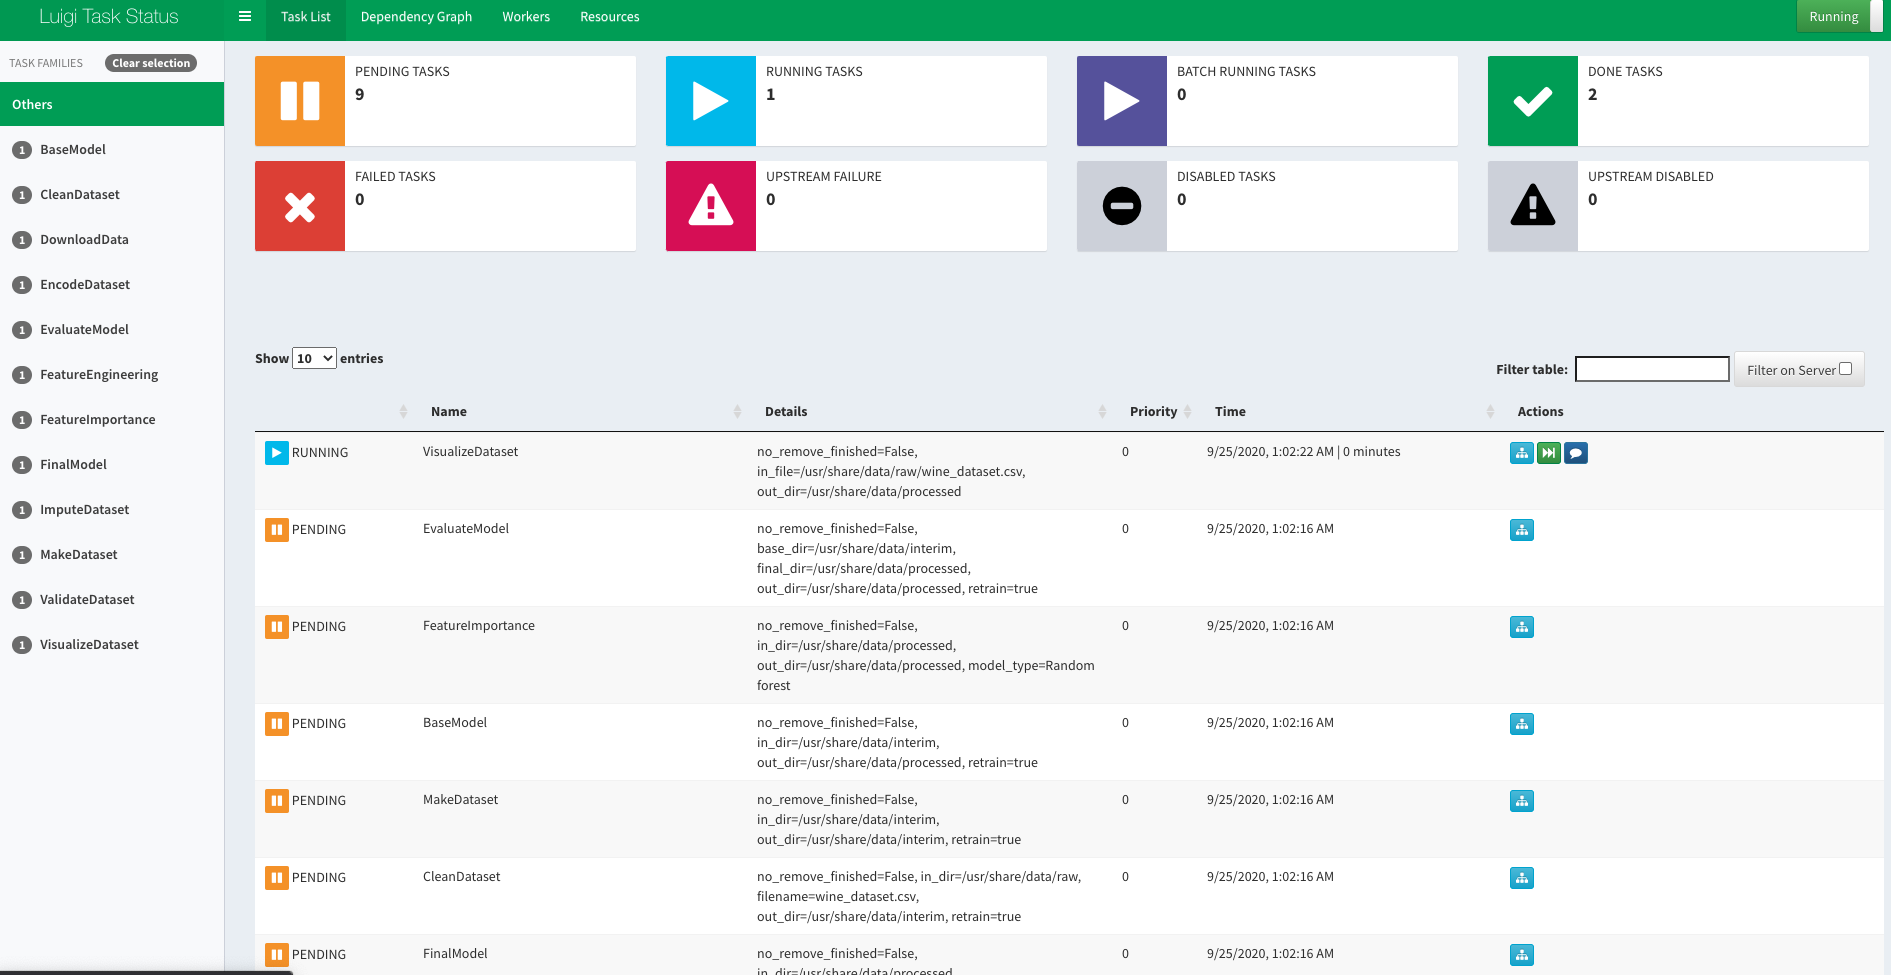 Luigi Task Status
Task List
Dependency Graph
Workers
Resources
Running
TASK FAMILIES
Clear selection
Others
1 BaseModel
1 CleanDataset
1 DownloadData
1 EncodeDataset
1 EvaluateModel
1 FeatureEngineering
1 FeatureImportance
1 FinalModel
1 ImputeDataset
1 MakeDataset
1 ValidateDataset
1 VisualizeDataset
PENDING TASKS
9
RUNNING TASKS
1
BATCH RUNNING TASKS
0
DONE TASKS
2
FAILED TASKS
0
UPSTREAM FAILURE
0
DISABLED TASKS
0
UPSTREAM DISABLED
0
Show 10 entries
Filter table:
Filter on Server
Name Details Priority Time Actions
RUNNING VisualizeDataset no_remove_finished=False, 0 9/25/2020, 1:02:22 AM | 0 minutes
in_file=/usr/share/data/raw/wine_dataset.csv,
out_dir=/usr/share/data/processed
PENDING EvaluateModel no_remove_finished=False, 0 9/25/2020, 1:02:16 AM
base_dir=/usr/share/data/interim,
final_dir=/usr/share/data/processed,
out_dir=/usr/share/data/processed, retrain=true
PENDING FeatureImportance no_remove_finished=False, 0 9/25/2020, 1:02:16 AM
in_dir=/usr/share/data/processed,
out_dir=/usr/share/data/processed, model_type=Random
forest
PENDING BaseModel no_remove_finished=False, 0 9/25/2020, 1:02:16 AM
in_dir=/usr/share/data/interim,
out_dir=/usr/share/data/processed, retrain=true
PENDING MakeDataset no_remove_finished=False, 0 9/25/2020, 1:02:16 AM
in_dir=/usr/share/data/interim,
out_dir=/usr/share/data/interim, retrain=true
PENDING CleanDataset no_remove_finished=False, in_dir=/usr/share/data/raw, 0 9/25/2020, 1:02:16 AM
filename=wine_dataset.csv,
out_dir=/usr/share/data/interim, retrain=true
PENDING FinalModel no_remove_finished=False, 0 9/25/2020, 1:02:16 AM
in_dir=/usr/share/data/processed